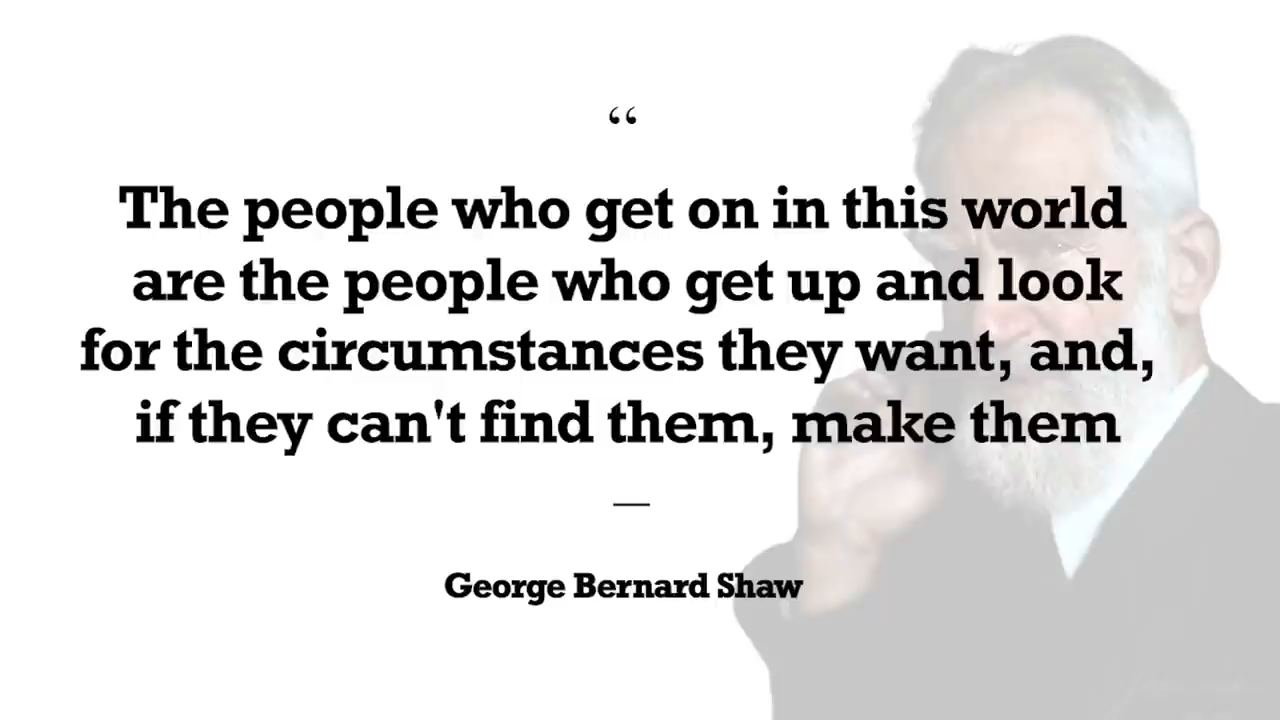 “
The people who get on in this world
are the people who get up and look
for the circumstances they want, and,
if they can't find them, make them
—
George Bernard Shaw